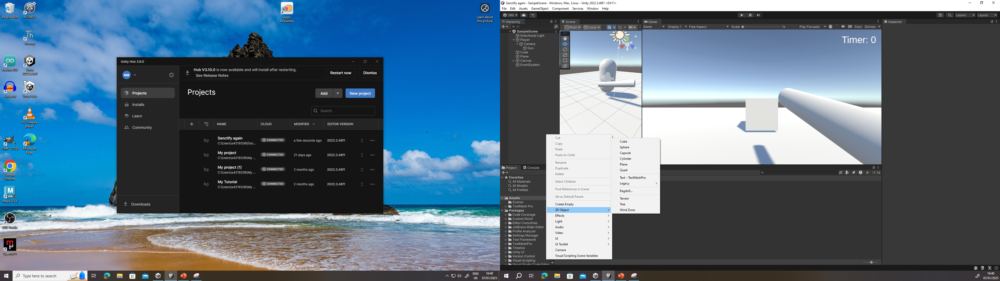 Recycle Bin
PCINFO
Apps
Anywhere
Learn about
this picture
Thonny
Arduino IDE
Unity
2022.3.46f1
Audacity
Unity Hub
VLC media
player
GIMP 2.10.38
Microsoft
Edge
Google
Chrome
Maya 2024
OBS Studio
OpenMPT
Unity Hub 3.8.0
NM
Hub V3.10.0 is now available and will install after restarting.
See Release Notes
Restart now
Dismiss
Projects
Installs
Learn
Community
Downloads
Projects
Add
New project
Search...
NAME
CLOUD
MODIFIED
EDITOR VERSION
Sanctify again
C:\Users\s4219336\Doc...
CONNECTED
a few seconds ago
2022.3.46f1
My project
C:\Users\s4219336\My ...
CONNECTED
21 days ago
2022.3.46f1
My project (1)
C:\Users\s4219336\My ...
CONNECTED
2 months ago
2022.3.46f1
My Tutorial
C:\Users\s4219336\My ...
CONNECTED
2 months ago
2022.3.46f1
Type here to search
ENG
UK
16:40
07/01/2025
Sanctify again - SampleScene - Windows, Mac, Linux - Unity 2022.3.46f1 <DX11>
File Edit Assets GameObject Component Services Window Help
NM
Layers
Layout
Hierarchy
All
SampleScene
Directional Light
Player
Camera
Gun
Cube
Plane
Canvas
EventSystem
Scene
Pivot
Local
Game
Game
Display 1
Free Aspect
Scale
1x
Play Focused
Stats
Gizmos
Timer: 0
Inspector
Cut
Copy
Paste
Paste As Child
Rename
Duplicate
Delete
Select Children
Find References in Scene
Set as Default Parent
Create Empty
3D Object
Effects
Light
Audio
Video
UI
UI Toolkit
Camera
Visual Scripting Scene Variables
Cube
Sphere
Capsule
Cylinder
Plane
Quad
Text - TextMeshPro
Legacy
Ragdoll...
Terrain
Tree
Wind Zone
Project
Console
14
Favorites
All Materials
All Models
All Prefabs
Assets
Scenes
TextMesh Pro
Packages
Code Coverage
Custom NUnit
Editor Coroutines
JetBrains Rider Editor
Profile Analyzer
Settings Manager
Test Framework
TextMeshPro
Timeline
Unity UI
Version Control
Visual Scripting
Visual Studio Code Editor
16:40
07/01/2025